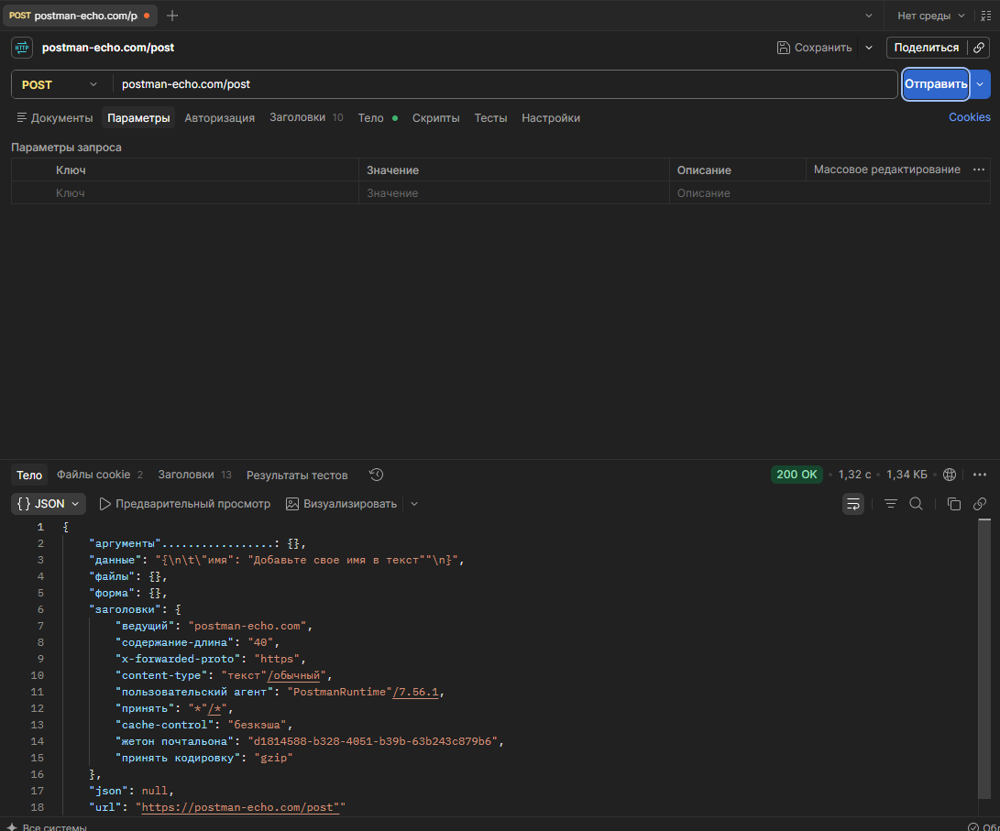 POST postman-echo.com/p
Нет среды
HTTP postman-echo.com/post
Сохранить
Поделиться
POST postman-echo.com/post
Отправить
Документы Параметры Авторизация Заголовки 10 Тело Скрипты Тесты Настройки Cookies
Параметры запроса
Ключ Значение Описание Массовое редактирование ...
Ключ Значение Описание
Тело Файлы cookie 2 Заголовки 13 Результаты тестов 200 OK • 1,32 с • 1,34 КБ
{} JSON Предварительный просмотр Визуализировать
1 {
2 "аргументы".................: {},
3 "данные": "{\n\t\"имя": "Добавьте свое имя в текст""\n}",
4 "файлы": {},
5 "форма": {},
6 "заголовки": {
7 "ведущий": "postman-echo.com",
8 "содержание-длина": "40",
9 "x-forwarded-proto": "https",
10 "content-type": "текст"/обычный",
11 "пользовательский агент": "PostmanRuntime"/7.56.1,
12 "принять": "*"/*",
13 "cache-control": "безкэша",
14 "жетон почтальона": "d1814588-b328-4051-b39b-63b243c879b6",
15 "принять кодировку": "gzip"
16 },
17 "json": null,
18 "url": "https://postman-echo.com/post""
Все системы